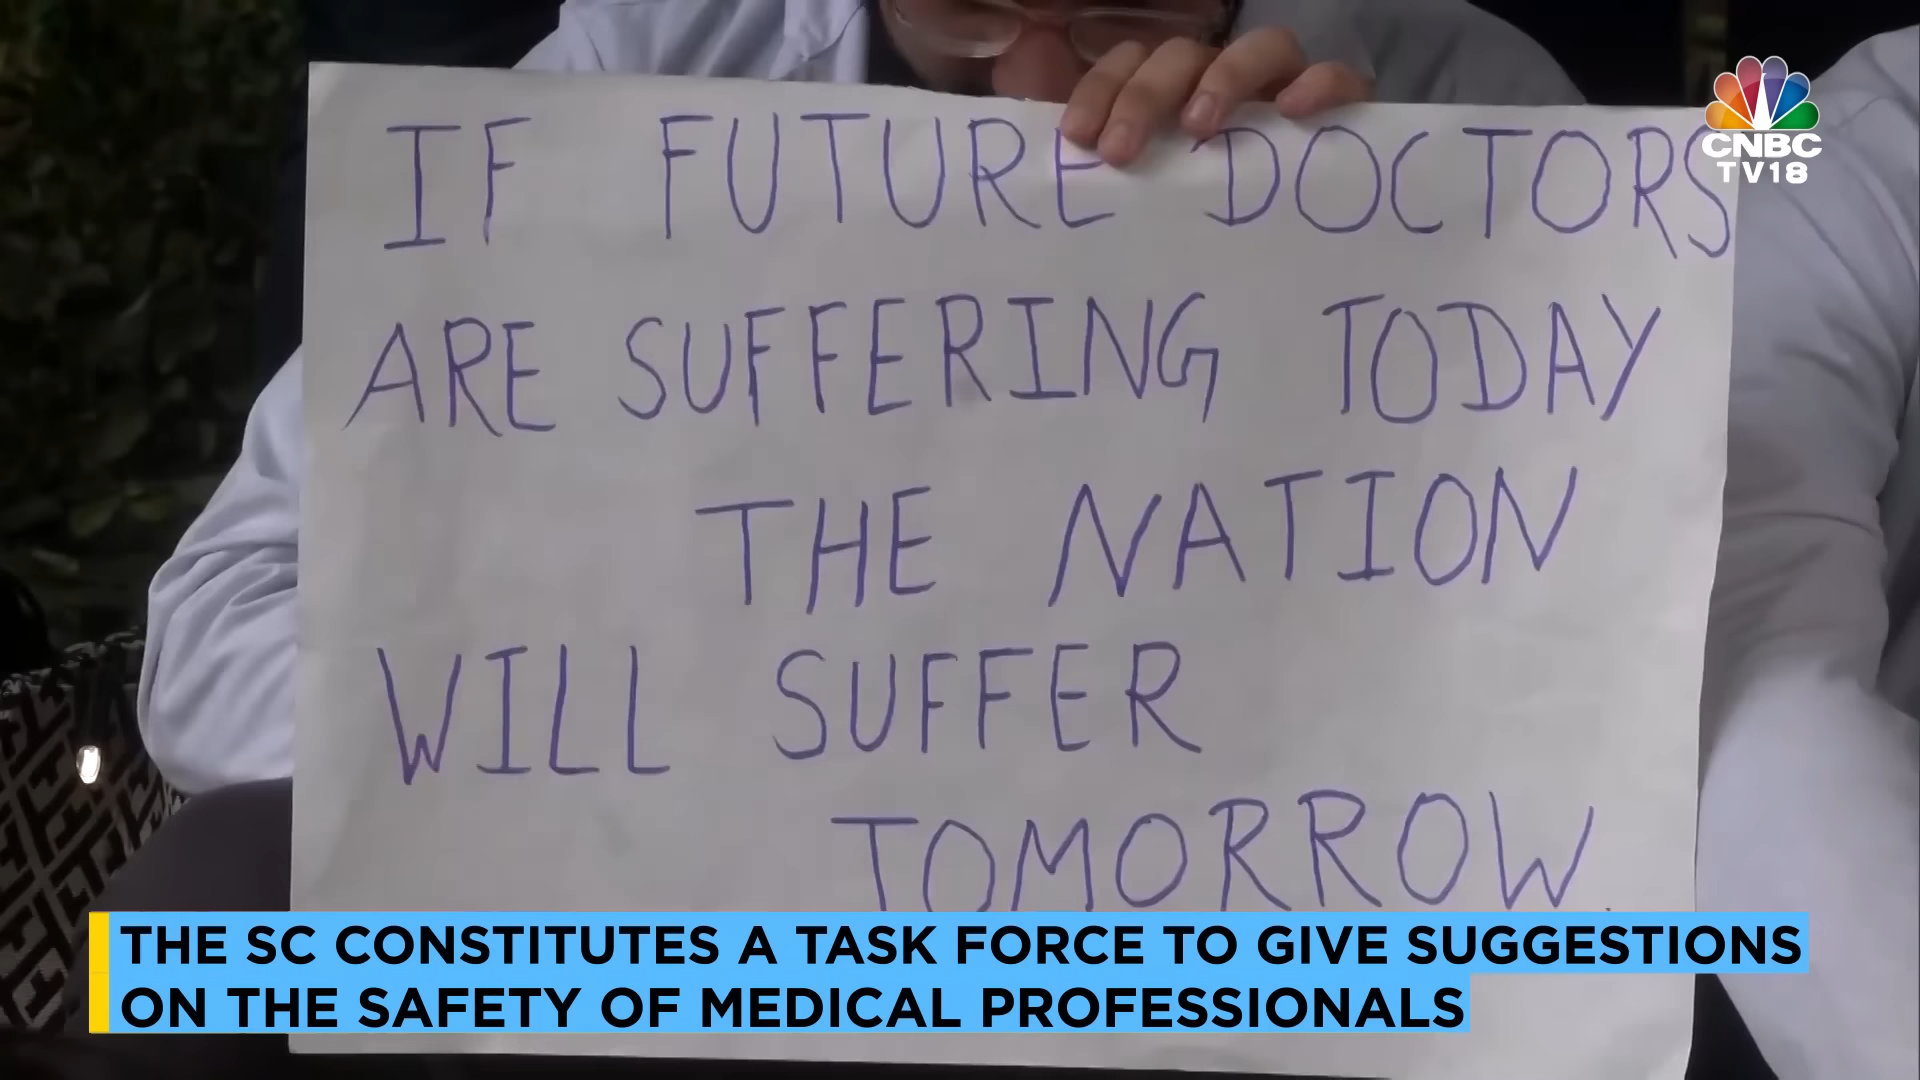 IF FUTURE DOCTORS
ARE SUFFERING TODAY
THE NATION
WILL SUFFER
TOMORROW
CNBC
TV18
THE SC CONSTITUTES A TASK FORCE TO GIVE SUGGESTIONS
ON THE SAFETY OF MEDICAL PROFESSIONALS